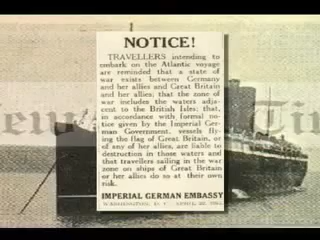 NOTICE!
TRAVELLERS intending to
embark on the Atlantic voyage
are reminded that a state of
war exists between Germany
and her allies and Great Britain
and her allies; that the zone of
war includes the waters adja-
cent to the British Isles; that,
in accordance with formal no-
tice given by the Imperial Ger-
man Government, vessels flying
the flag of Great Britain, or
of any of her allies, are liable to
destruction in those waters and
that travellers sailing in the war
zone on ships of Great Britain
or her allies do so at their own
risk.
IMPERIAL GERMAN EMBASSY
WASHINGTON, D. C. APRIL 22,